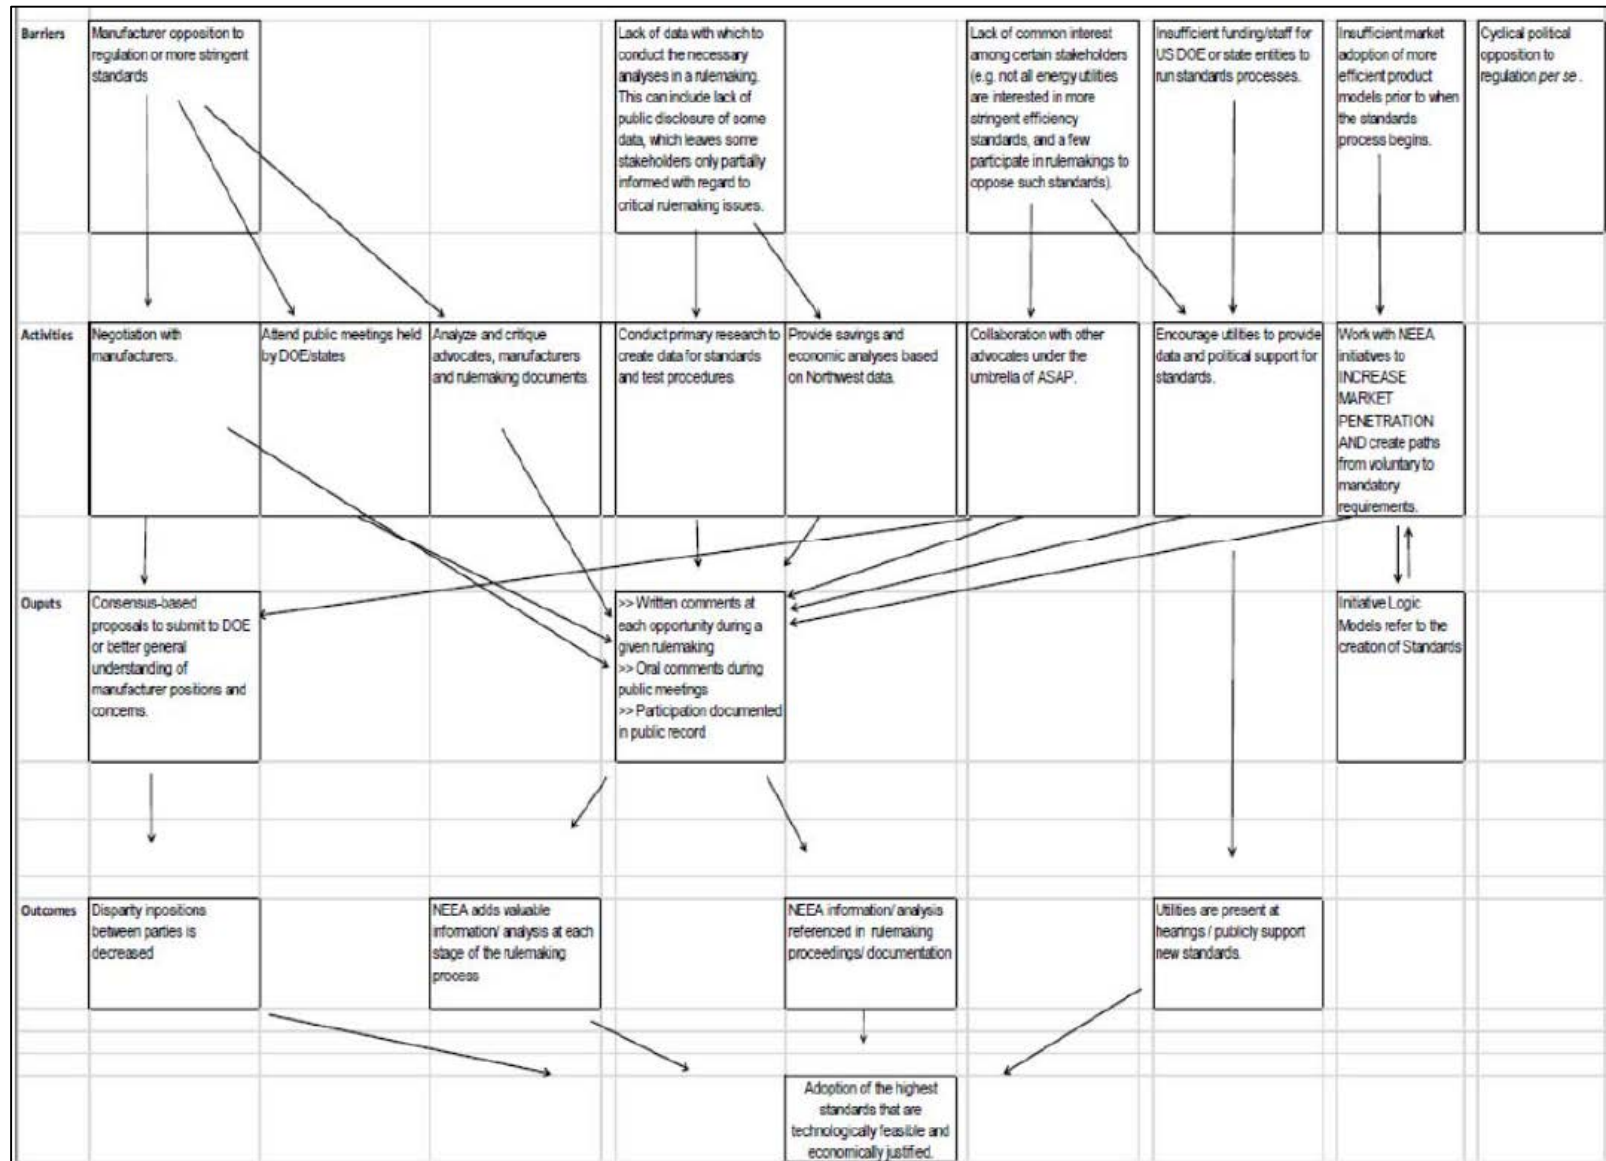 Barriers
Manufacturer opposition to
regulation or more stringent
standards
Lack of data with which to
conduct the necessary
analyses in a rulemaking.
This can include lack of
public disclosure of some
data, which leaves some
stakeholders only partially
informed with regard to
critical rulemaking issues.
Lack of common interest
among certain stakeholders
(e.g. not all energy utilities
are interested in more
stringent efficiency
standards, and a few
participate in rulemakings to
oppose such standards).
Insufficient funding/staff for
US DOE or state entities to
run standards processes.
Insufficient market
adoption of more
efficient product
models prior to when
the standards
process begins.
Cyclical political
opposition to
regulation per se .
Activities
Negotiation with
manufacturers.
Attend public meetings held
by DOE/states
Analyze and critique
advocates, manufacturers
and rulemaking documents.
Conduct primary research to
create data for standards
and test procedures.
Provide savings and
economic analyses based
on Northwest data.
Collaboration with other
advocates under the
umbrella of ASAP.
Encourage utilities to provide
data and political support for
standards.
Work with NEEA
initiatives to
INCREASE
MARKET
PENETRATION
AND create paths
from voluntary to
mandatory
requirements.
Ouputs
Consensus-based
proposals to submit to DOE
or better general
understanding of
manufacturer positions and
concerns.
>> Written comments at
each opportunity during a
given rulemaking
>> Oral comments during
public meetings
>> Participation documented
in public record
Initiative Logic
Models refer to the
creation of Standards
Outcomes
Disparty inpositions
between parties is
decreased
NEEA adds valuable
information/ analysis at each
stage of the rulemaking
process
NEEA information/ analysis
referenced in rulemaking
proceedings/ documentation
Utilities are present at
hearings / publicly support
new standards.
Adoption of the highest
standards that are
technologically feasible and
economically justified.